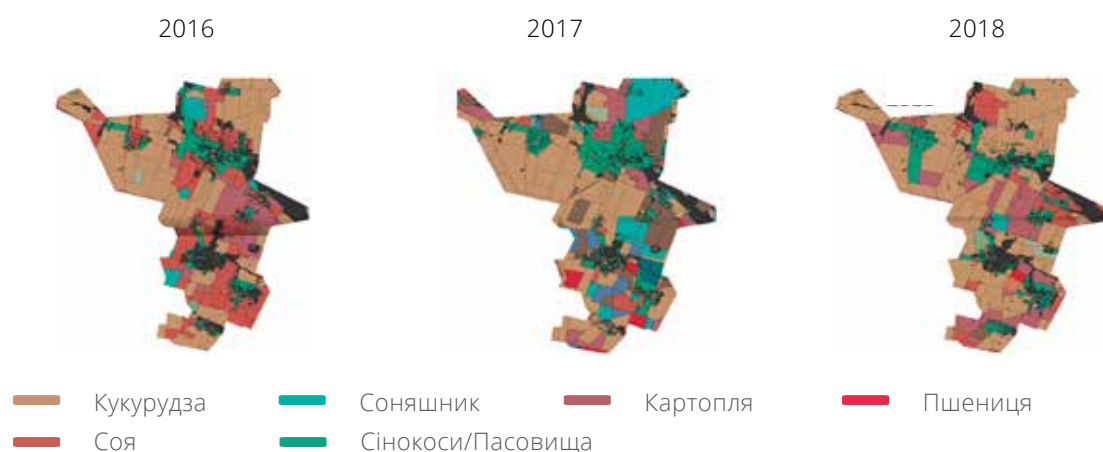 2016 2017 2018
Кукурудза Соняшник Картопля Пшениця
Соя Сінокоси/Пасовища